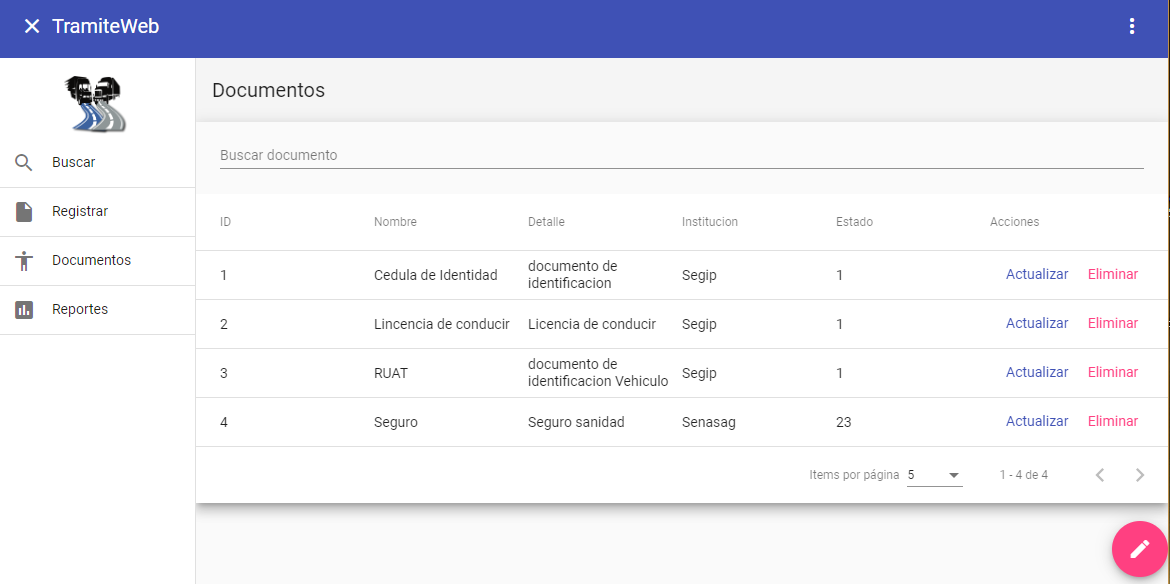 TramiteWeb
Buscar
Registrar
Documentos
Reportes
Documentos
Buscar documento
ID Nombre Detalle Institucion Estado Acciones
1 Cedula de Identidad documento de identificacion Segip 1 Actualizar Eliminar
2 Lincencia de conducir Licencia de conducir Segip 1 Actualizar Eliminar
3 RUAT documento de identificacion Vehiculo Segip 1 Actualizar Eliminar
4 Seguro Seguro sanidad Senasag 23 Actualizar Eliminar
Items por página 5 1 - 4 de 4